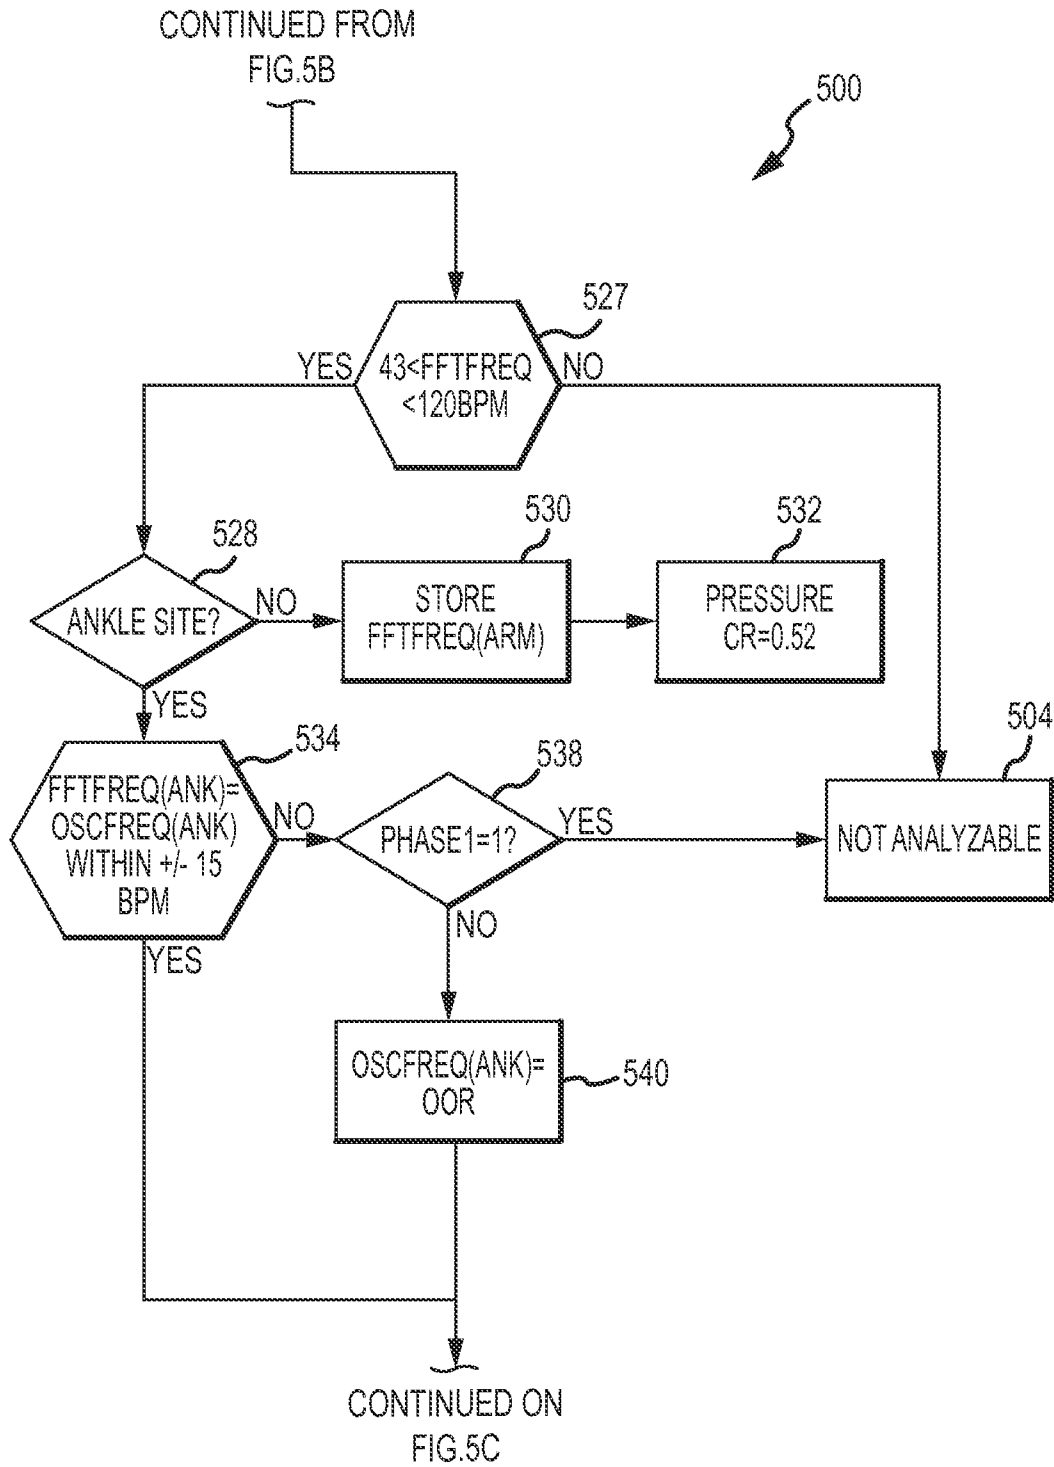 CONTINUED FROM
FIG.5B
500
527
YES
43<FFTFREQ
<120BPM
NO
528
ANKLE SITE?
NO
YES
530
STORE
FFTFREQ(ARM)
532
PRESSURE
CR=0.52
534
FFTFREQ(ANK)=
OSCFREQ(ANK)
WITHIN +/- 15
BPM
NO
YES
538
PHASE1=1?
YES
NO
504
NOT ANALYZABLE
OSCFREQ(ANK)=
OOR
540
CONTINUED ON
FIG.5C